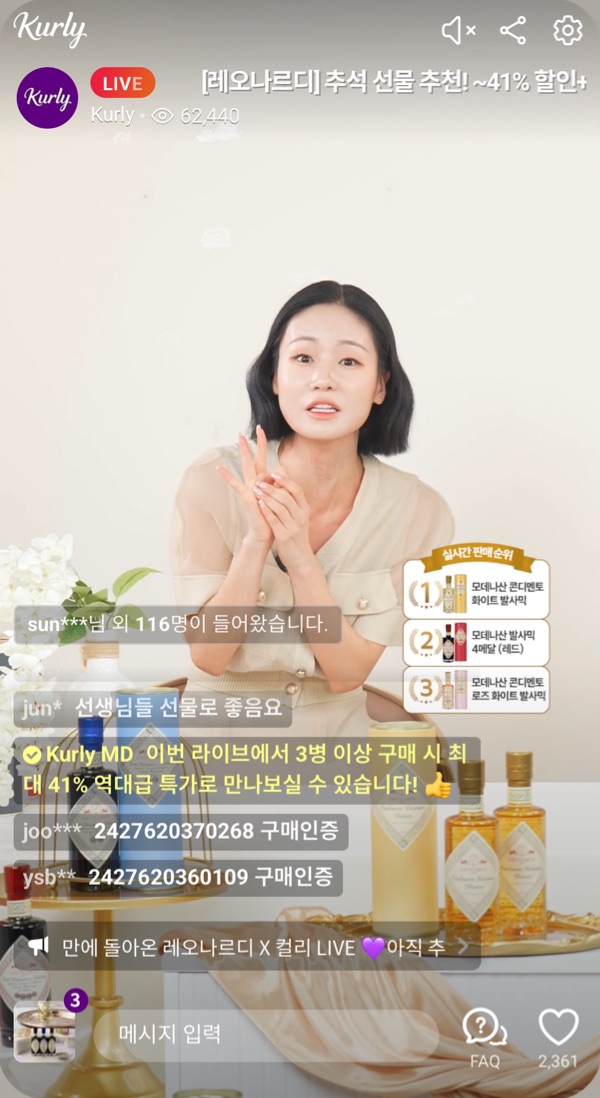 Kurly
Kurly
LIVE
[레오나르디] 추석 선물 추천! ~41% 할인+
Kurly • 62,440
실시간 판매 순위
1 모데나산 콘디멘토
화이트 발사믹
2 모데나산 발사믹
4메달 (레드)
3 모데나산 콘디멘토
로즈 화이트 발사믹
sun***님 외 116명이 들어왔습니다.
jun* 선생님들 선물로 좋음요
Kurly MD 이번 라이브에서 3병 이상 구매 시 최
대 41% 역대급 특가로 만나보실 수 있습니다! 👍
joo*** 2427620370268 구매인증
ysb** 2427620360109 구매인증
만에 돌아온 레오나르디 X 컬리 LIVE 💜아직 추
3
메시지 입력
FAQ
2,361